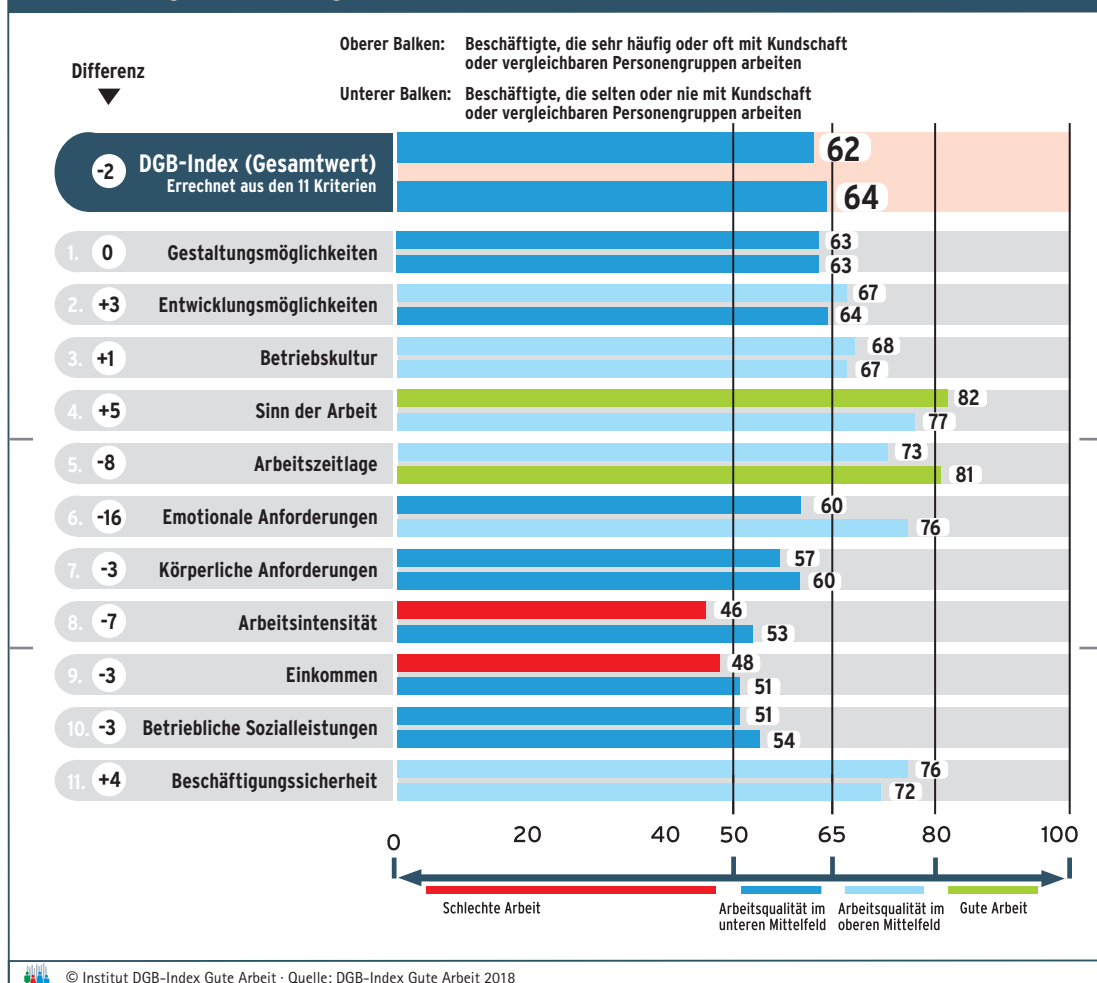 Oberer Balken: Beschäftigte, die sehr häufig oder oft mit Kundschaft
oder vergleichbaren Personengruppen arbeiten
Differenz
Unterer Balken: Beschäftigte, die selten oder nie mit Kundschaft
oder vergleichbaren Personengruppen arbeiten
-2 DGB-Index (Gesamtwert) 62
Errechnet aus den 11 Kriterien 64
1. 0 Gestaltungsmöglichkeiten 63
63
2. +3 Entwicklungsmöglichkeiten 67
64
3. +1 Betriebskultur 68
67
4. +5 Sinn der Arbeit 82
77
5. -8 Arbeitszeitlage 73
81
6. -16 Emotionale Anforderungen 60
76
7. -3 Körperliche Anforderungen 57
60
8. -7 Arbeitsintensität 46
53
9. -3 Einkommen 48
51
10. -3 Betriebliche Sozialleistungen 51
54
11. +4 Beschäftigungssicherheit 76
72
0 20 40 50 65 80 100
Schlechte Arbeit Arbeitsqualität im Arbeitsqualität im Gute Arbeit
unteren Mittelfeld oberen Mittelfeld
© Institut DGB-Index Gute Arbeit · Quelle: DGB-Index Gute Arbeit 2018